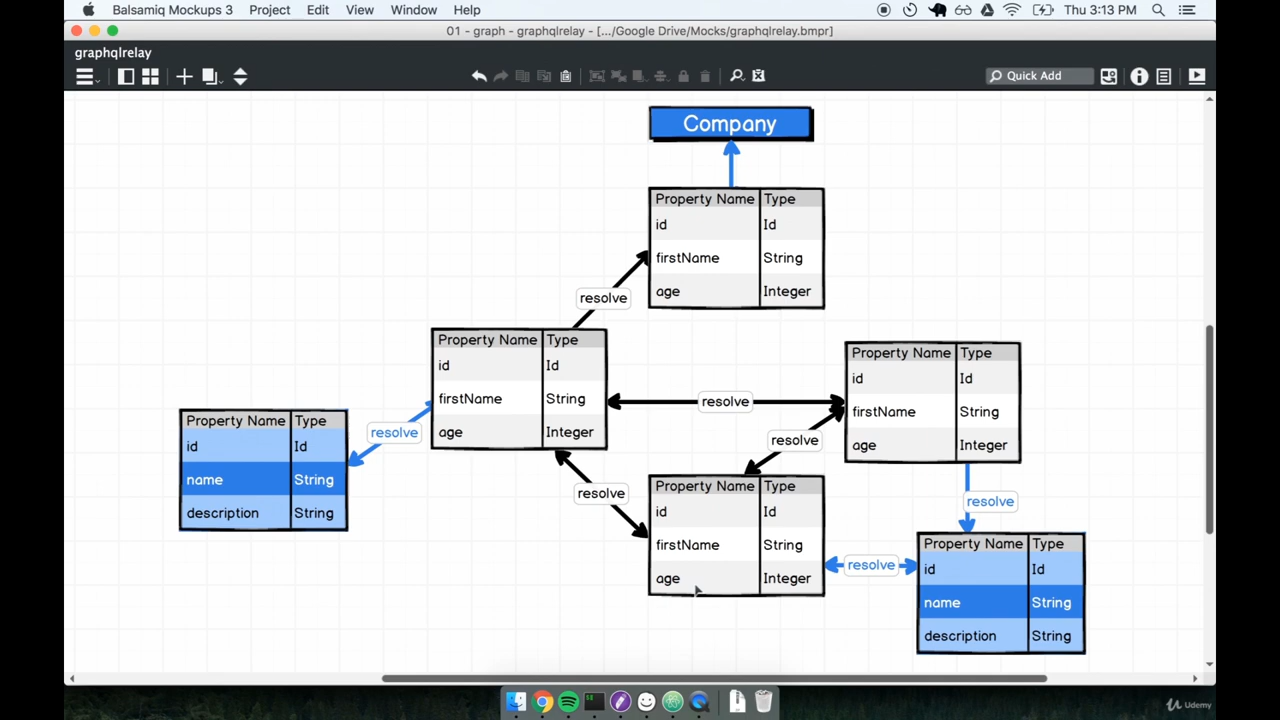 Balsamiq Mockups 3 Project Edit View Window Help Thu 3:13 PM
01 - graph - graphqlrelay - [.../Google Drive/Mocks/graphqlrelay.bmpr]
graphqlrelay
Quick Add
Company
Property Name Type
id Id
firstName String
age Integer
resolve
Property Name Type
id Id
firstName String
age Integer
Property Name Type
id Id
firstName String
age Integer
resolve
resolve
resolve
Property Name Type
id Id
name String
description String
resolve
Property Name Type
id Id
firstName String
age Integer
resolve
resolve
Property Name Type
id Id
name String
description String
Udemy